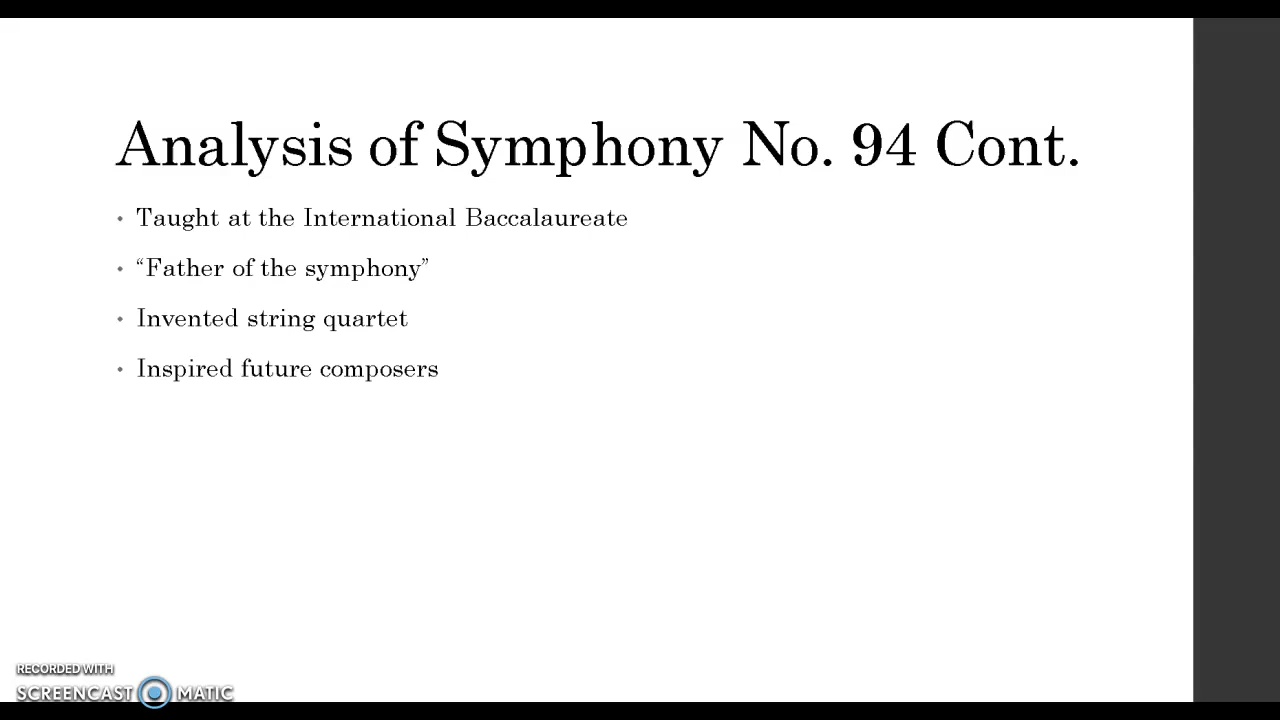 Analysis of Symphony No. 94 Cont.
• Taught at the International Baccalaureate
• “Father of the symphony”
• Invented string quartet
• Inspired future composers
RECORDED WITH
SCREENCAST MATIC